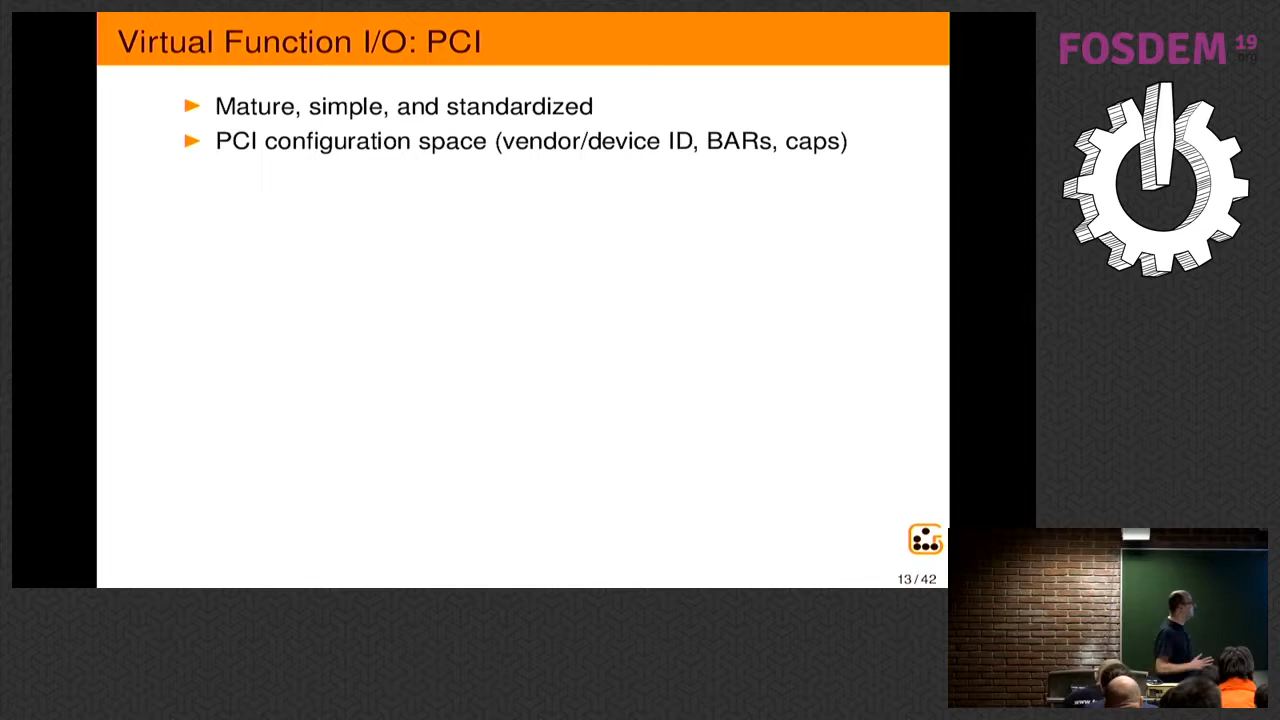 Virtual Function I/O: PCI
Mature, simple, and standardized
PCI configuration space (vendor/device ID, BARs, caps)
13 / 42
FOSDEM 19
.org